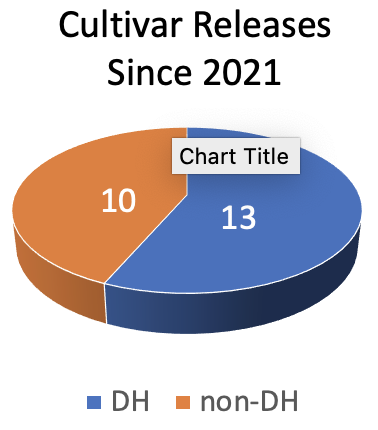 Cultivar Releases
Since 2021
Chart Title
10
13
DH non-DH